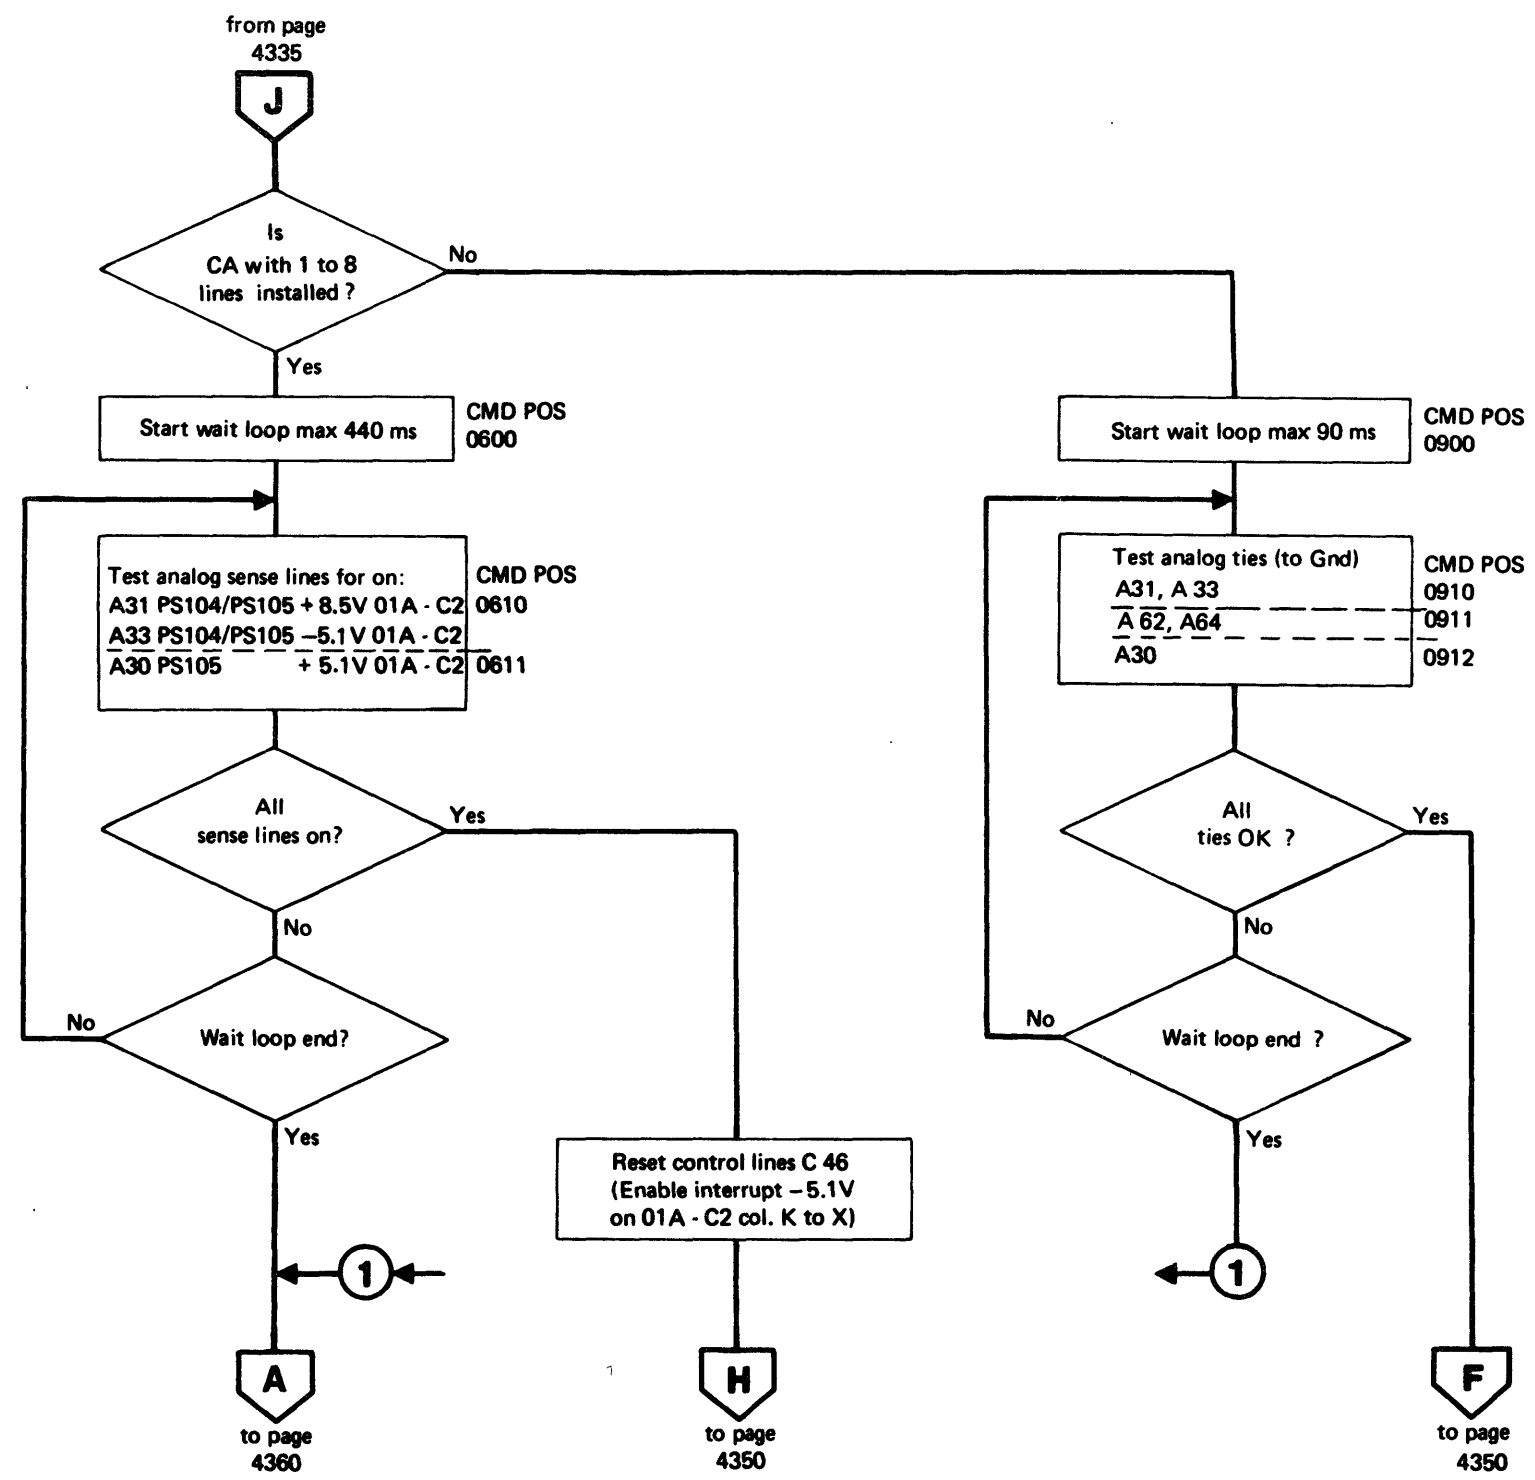 from page
4335
J
Is
CA with 1 to 8
lines installed ?
No
Yes
Start wait loop max 440 ms
CMD POS
0600
Start wait loop max 90 ms
CMD POS
0900
Test analog sense lines for on:
A31 PS104/PS105 + 8.5V 01A - C2
A33 PS104/PS105 – 5.1V 01A - C2
A30 PS105 + 5.1V 01A - C2
CMD POS
0610
0611
Test analog ties (to Gnd)
A31, A 33
A 62, A64
A30
CMD POS
0910
0911
0912
All
sense lines on?
Yes
No
All
ties OK ?
Yes
No
Wait loop end?
No
Yes
Wait loop end ?
No
Yes
Reset control lines C 46
(Enable interrupt – 5.1V
on 01A - C2 col. K to X)
1
1
A
to page
4360
H
to page
4350
F
to page
4350